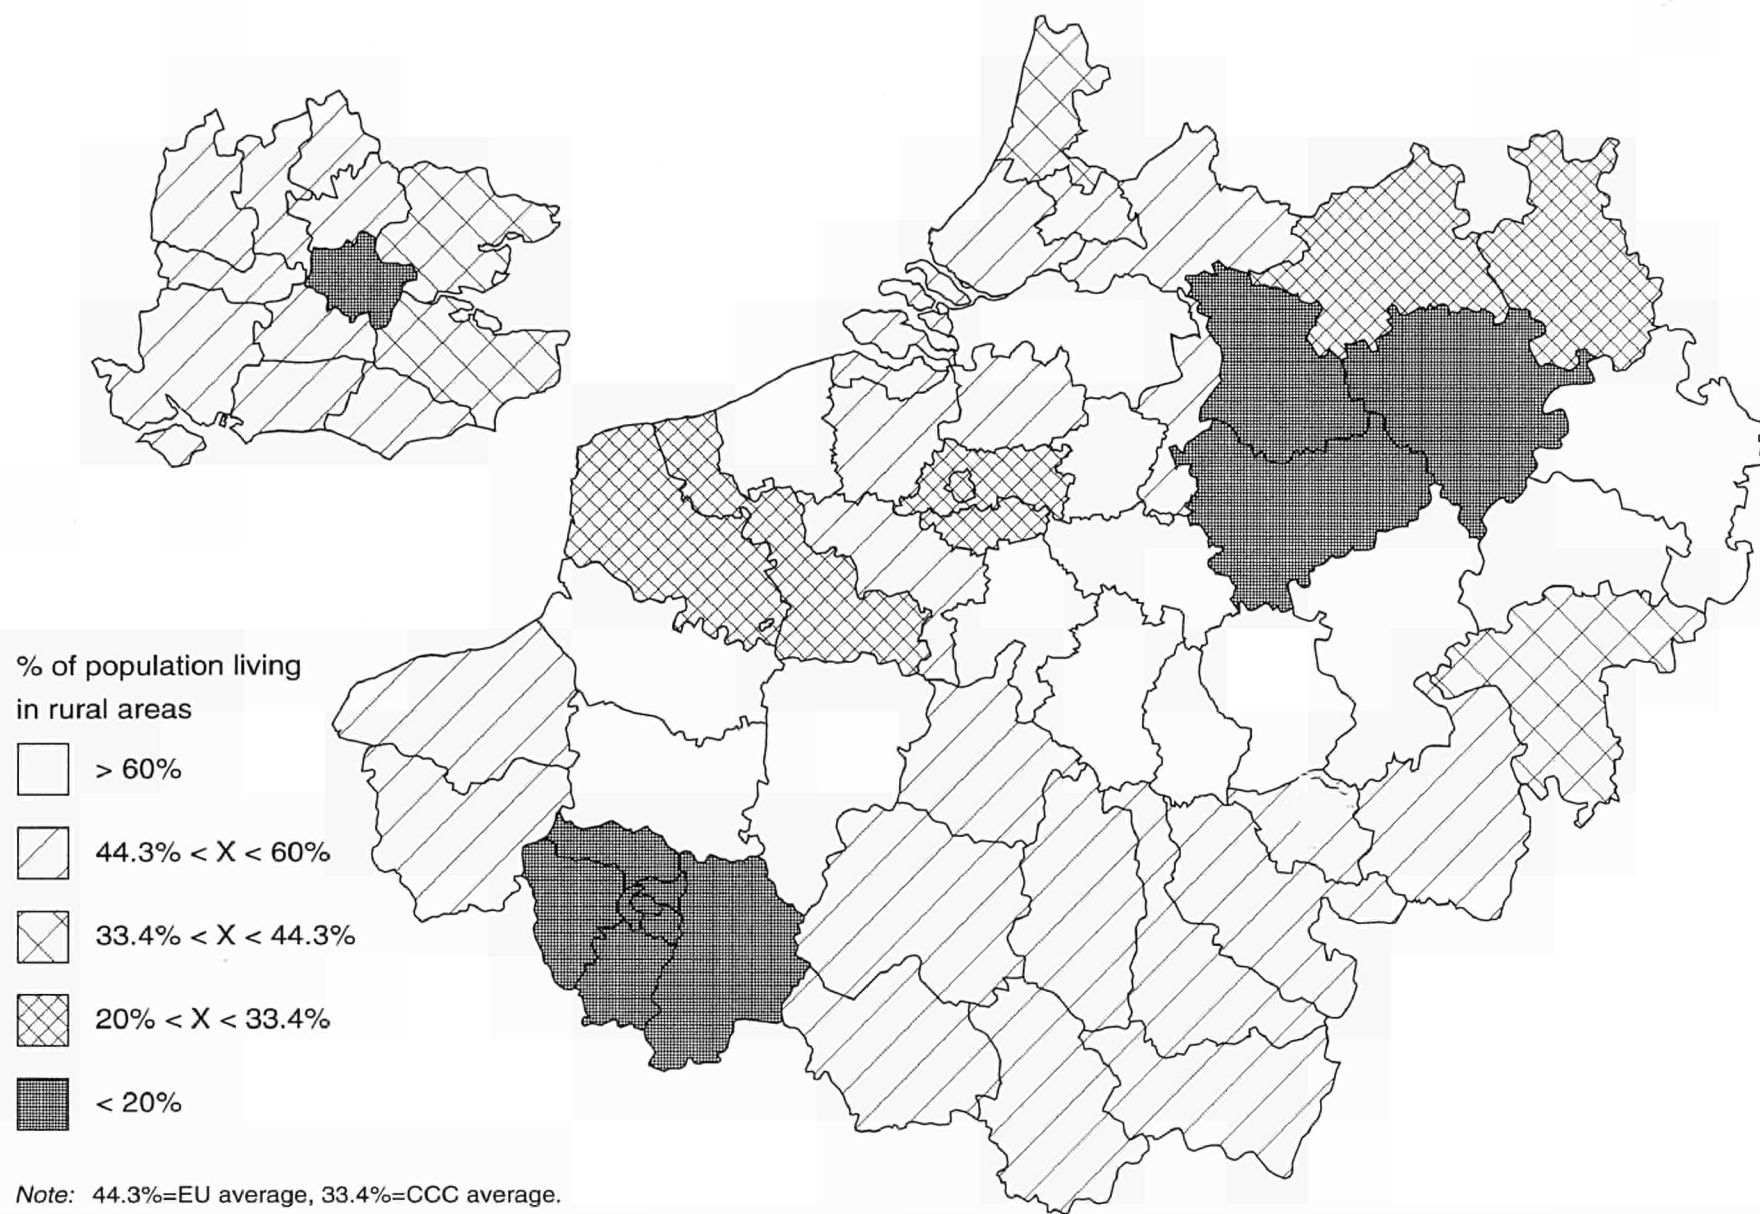 % of population living
in rural areas
> 60%
44.3% < X < 60%
33.4% < X < 44.3%
20% < X < 33.4%
< 20%
Note: 44.3%=EU average, 33.4%=CCC average.